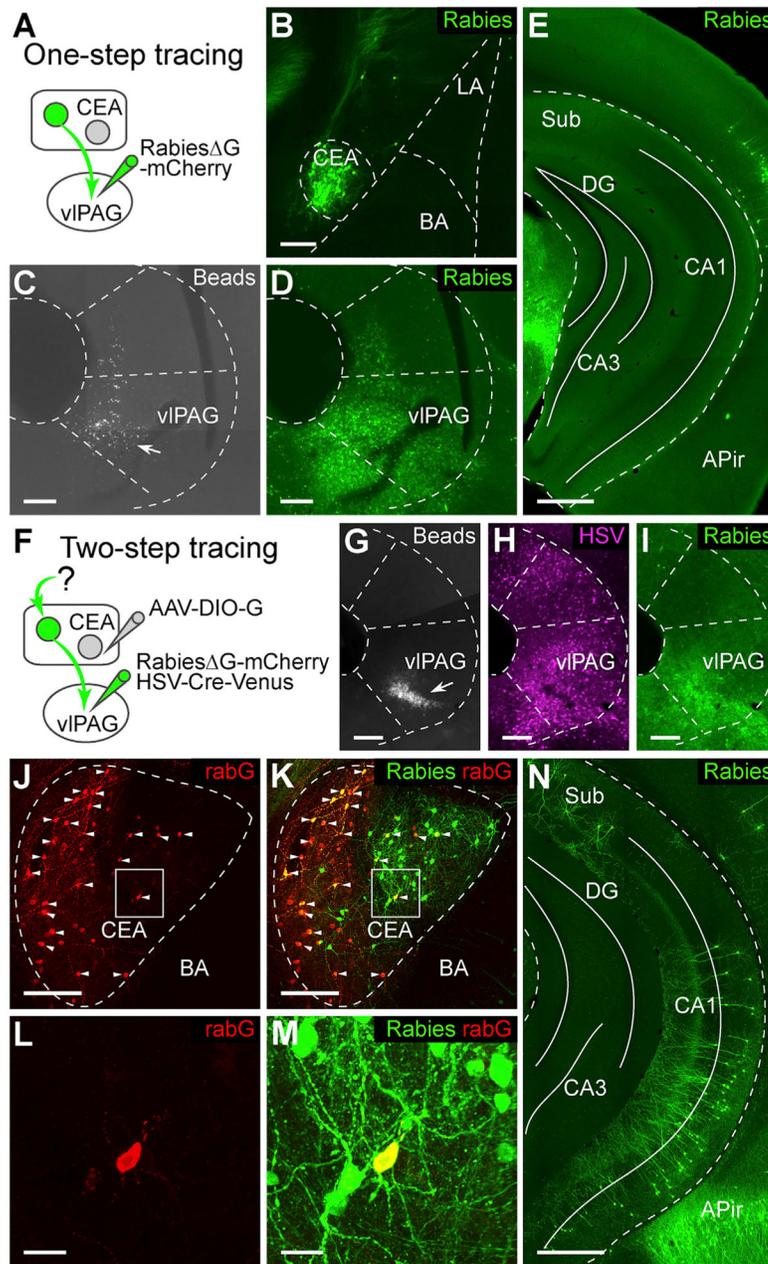 A
One-step tracing
CEA
RabiesΔG
-mCherry
vlPAG
B
Rabies
LA
CEA
BA
E
Rabies
Sub
DG
CA1
CA3
APir
C
Beads
vlPAG
D
Rabies
vlPAG
F
Two-step tracing
?
CEA
AAV-DIO-G
RabiesΔG-mCherry
HSV-Cre-Venus
vlPAG
G
Beads
vlPAG
H
HSV
vlPAG
I
Rabies
vlPAG
J
rabG
CEA
BA
K
Rabies rabG
CEA
BA
N
Rabies
Sub
DG
CA1
CA3
APir
L
rabG
M
Rabies rabG